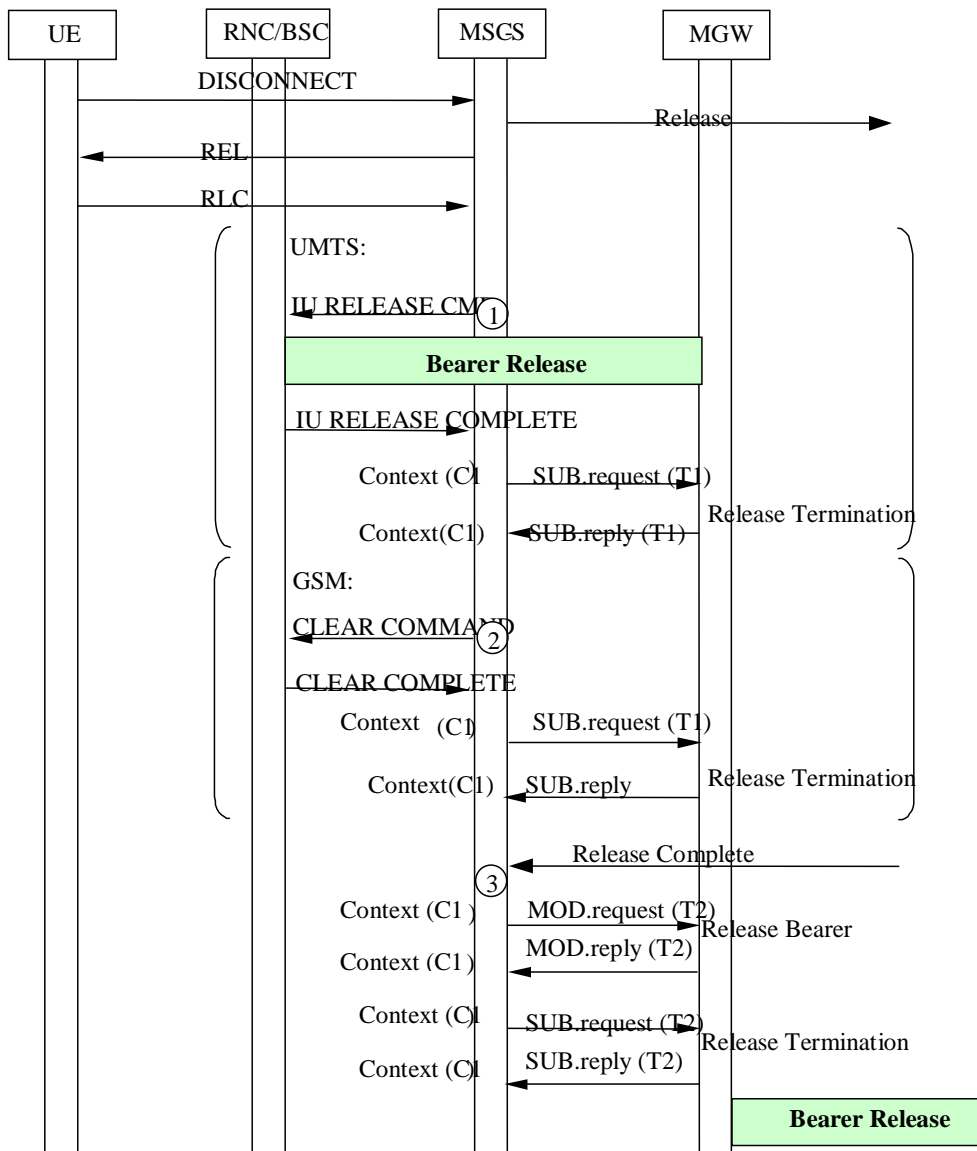 UE
RNC/BSC
MSC-S
MGW
DISCONNECT
Release
REL
RLC
UMTS:
IU RELEASE CMD
1
Bearer Release
IU RELEASE COMPLETE
Context (C1) SUB.request (T1)
Context(C1) SUB.reply (T1) Release Termination
GSM:
CLEAR COMMAND
2
CLEAR COMPLETE
Context (C1) SUB.request (T1)
Context(C1) SUB.reply Release Termination
Release Complete
3
Context (C1) MOD.request (T2) Release Bearer
Context (C1) MOD.reply (T2)
Context (C)1 SUB.request (T2) Release Termination
Context (C)1 SUB.reply (T2)
Bearer Release